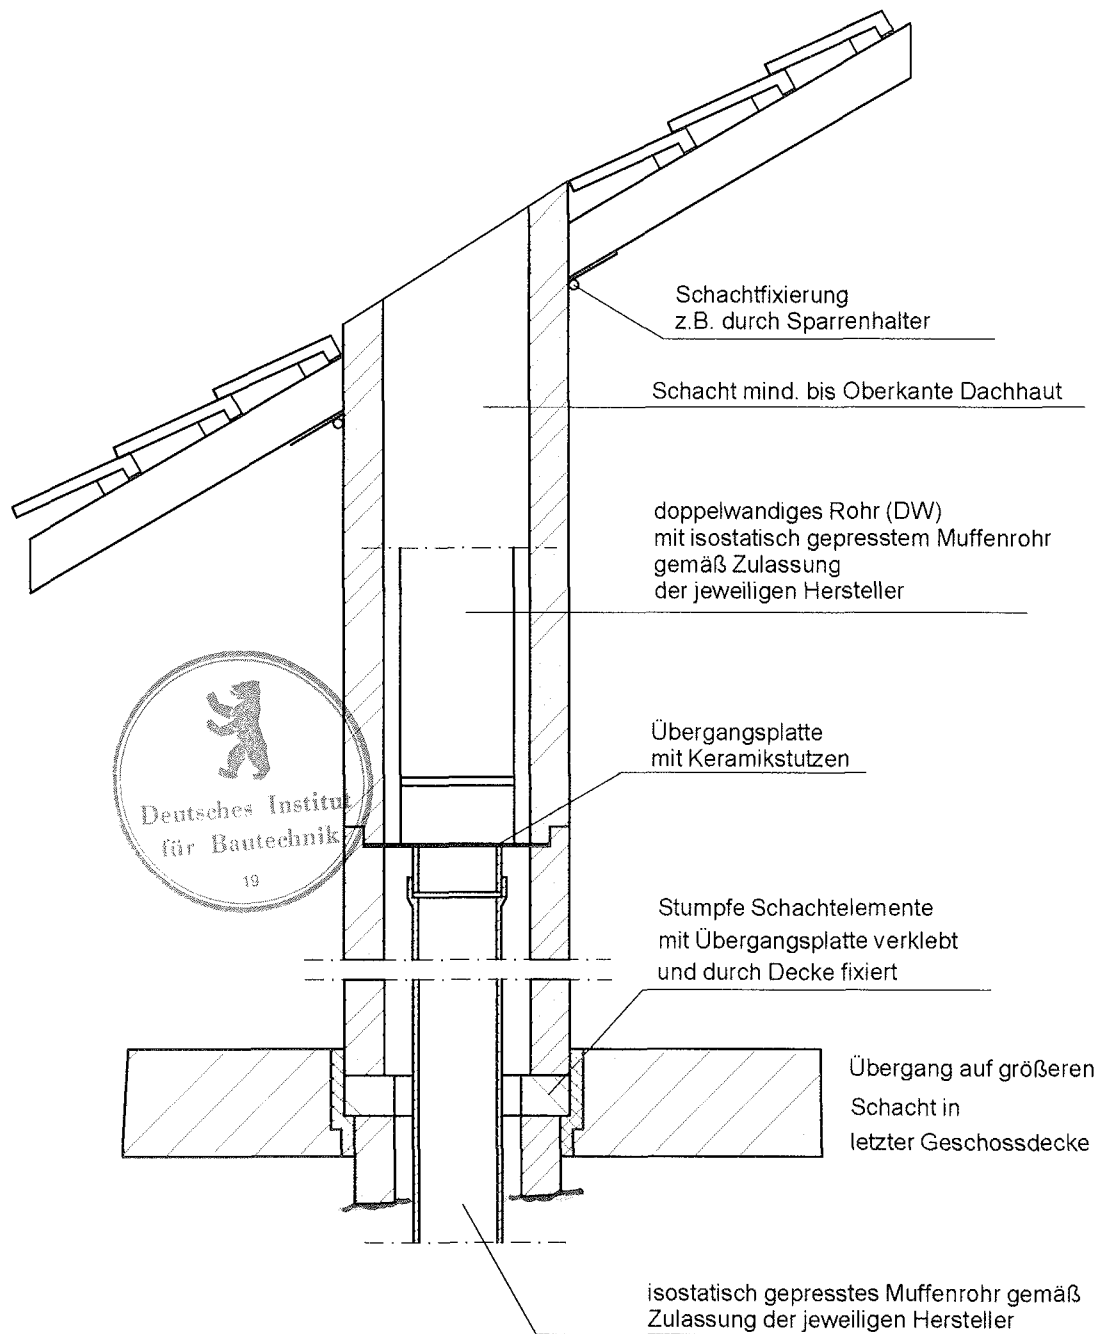 Schachtfixierung
z.B. durch Sparrenhalter
Schacht mind. bis Oberkante Dachhaut
doppelwandiges Rohr (DW)
mit isostatisch gepresstem Muffenrohr
gemäß Zulassung
der jeweiligen Hersteller
Übergangsplatte
mit Keramikstutzen
Deutsches Institut
für Bautechnik
19
Stumpfe Schachtelemente
mit Übergangsplatte verklebt
und durch Decke fixiert
Übergang auf größeren
Schacht in
letzter Geschossdecke
isostatisch gepresstes Muffenrohr gemäß
Zulassung der jeweiligen Hersteller